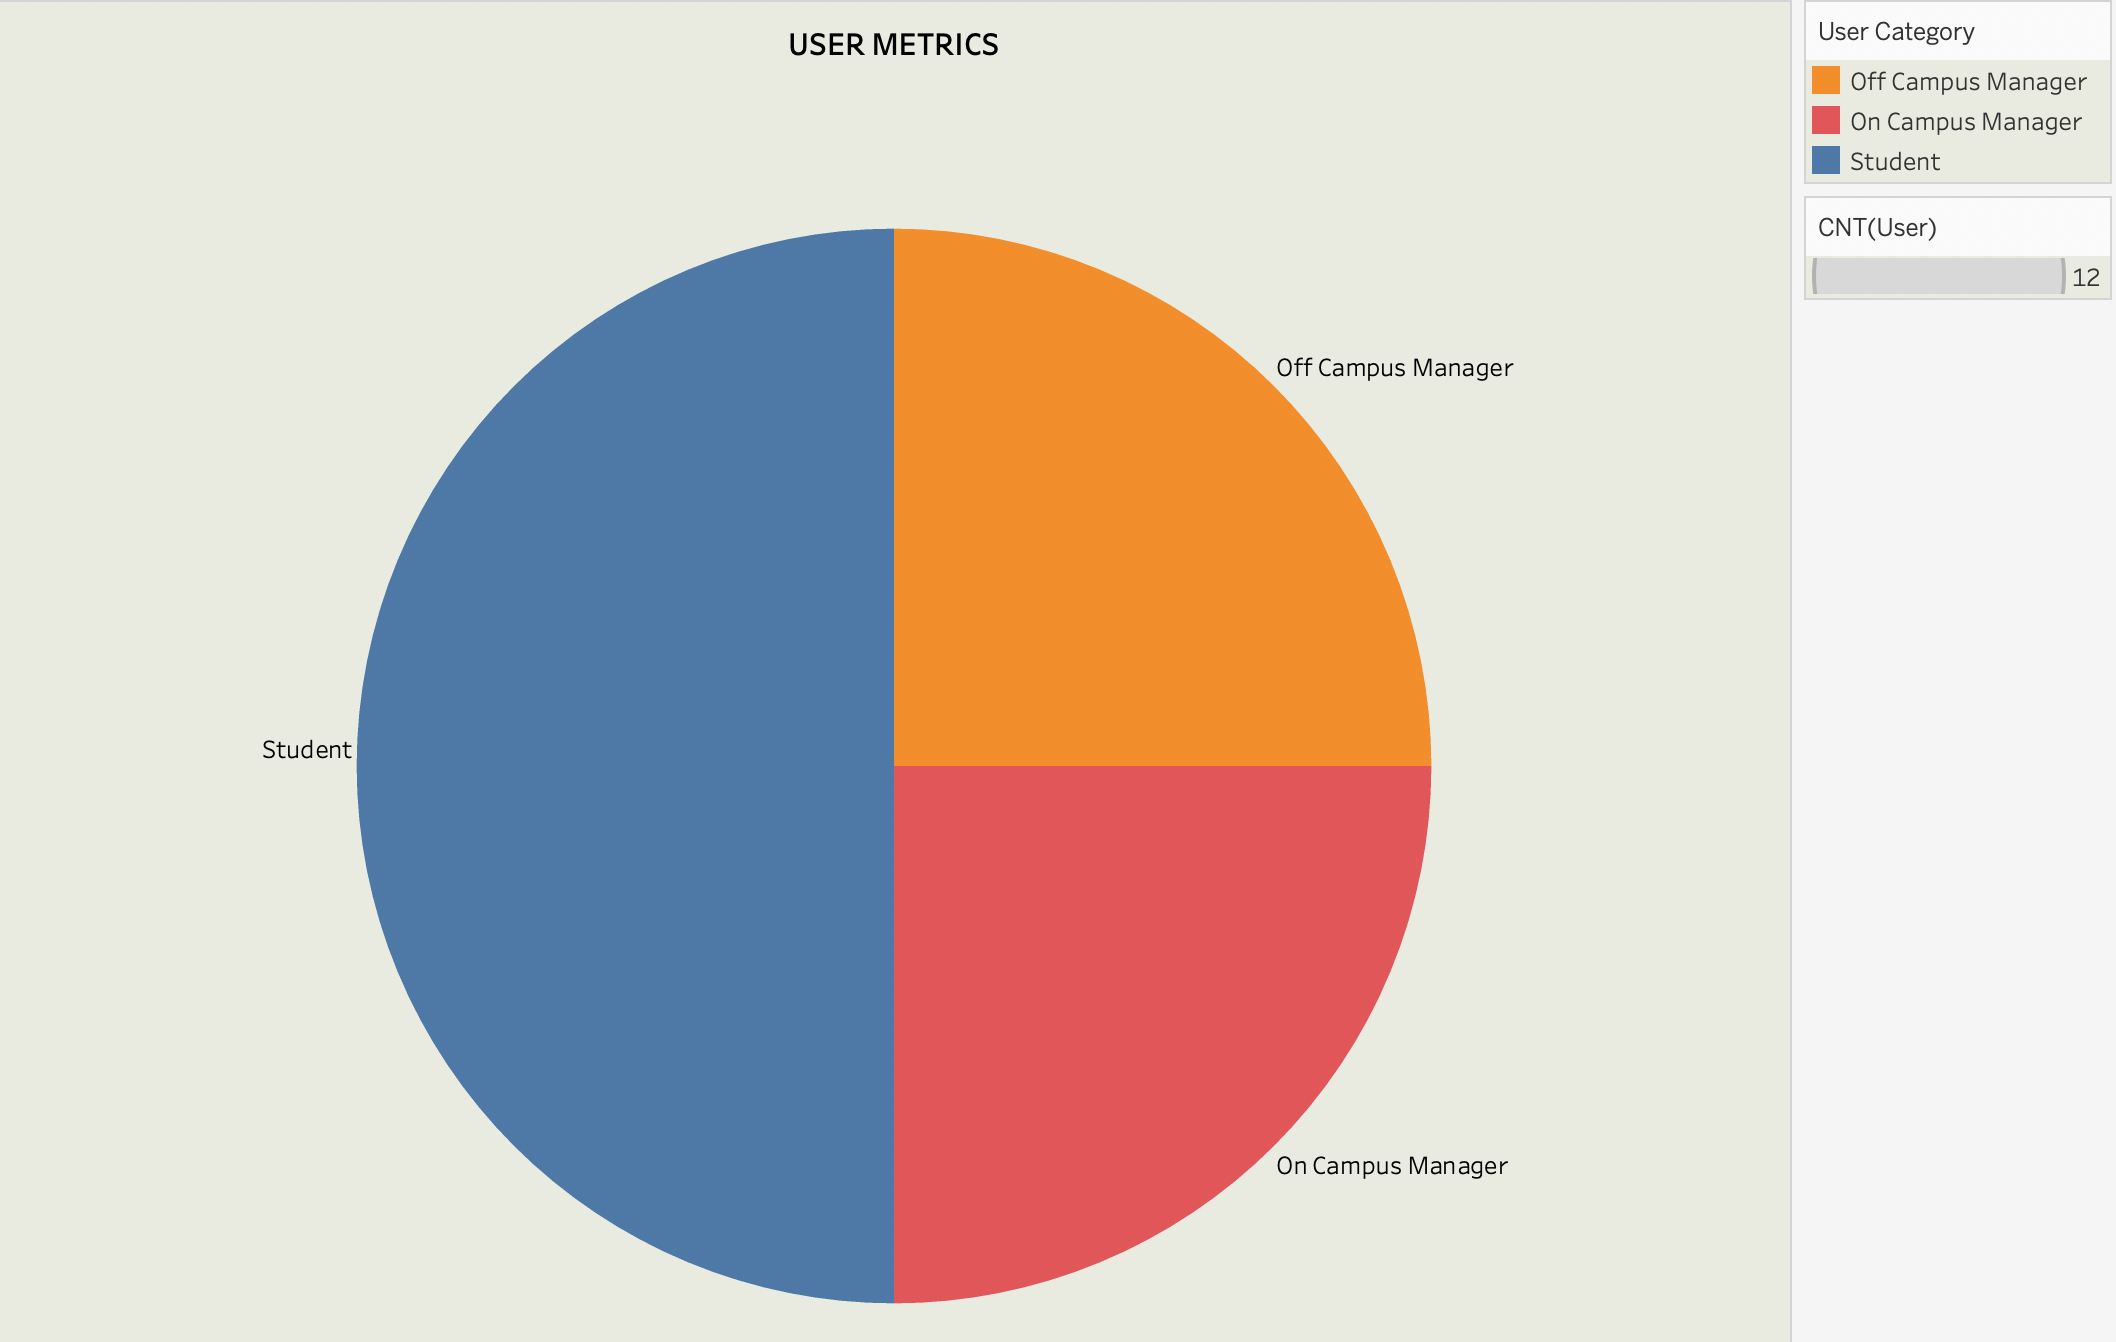 USER METRICS
Off Campus Manager
Student
On Campus Manager
User Category
Off Campus Manager
On Campus Manager
Student
CNT(User)
12